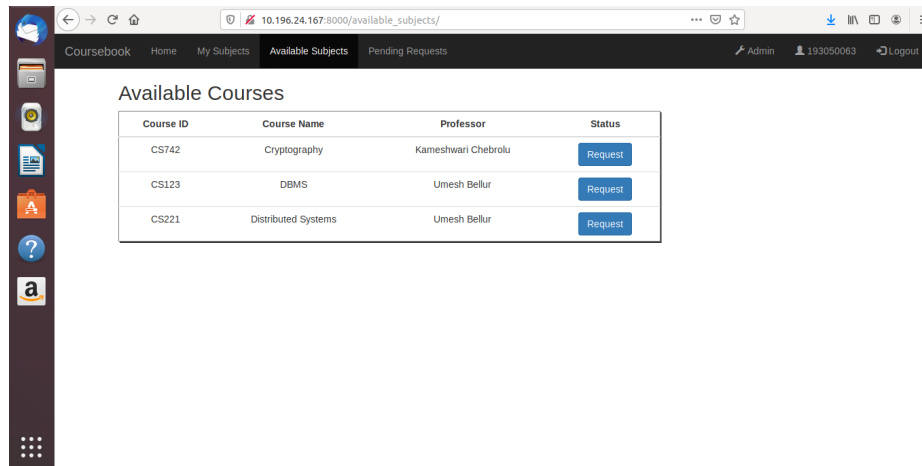 10.196.24.167:8000/available_subjects/
Coursebook Home My Subjects Available Subjects Pending Requests Admin 193050063 Logout
Available Courses
Course ID Course Name Professor Status
CS742 Cryptography Kameshwari Chebrolu Request
CS123 DBMS Umesh Bellur Request
CS221 Distributed Systems Umesh Bellur Request
?
a